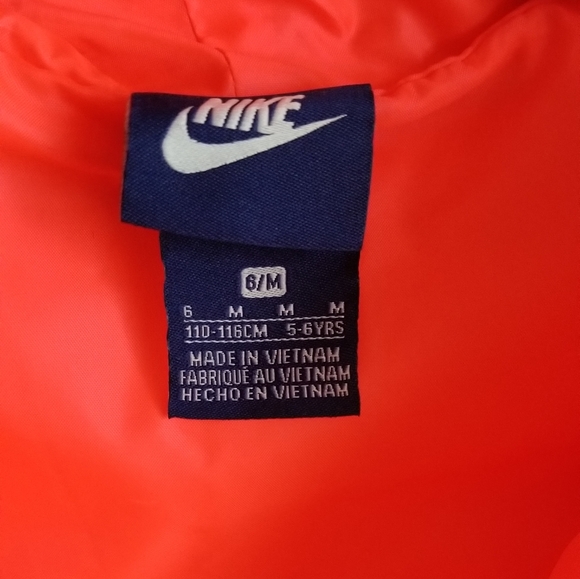 NIKE
6/M
6 M M M
110-116CM 5-6YRS
MADE IN VIETNAM
FABRIQUÉ AU VIETNAM
HECHO EN VIETNAM